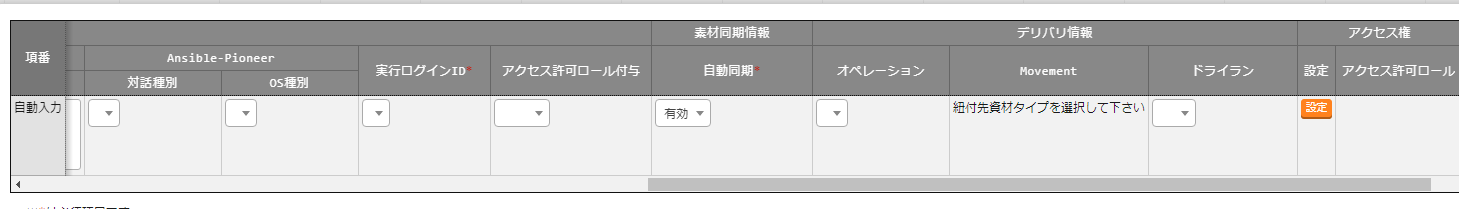 素材同期情報 デリバリ情報 アクセス権
項番 Ansible-Pioneer 実行ログインID* アクセス許可ロール付与 自動同期* オペレーション Movement ドライラン 設定 アクセス許可ロール
対話種別 OS種別
自動入力 有効 紐付先資材タイプを選択して下さい 設定